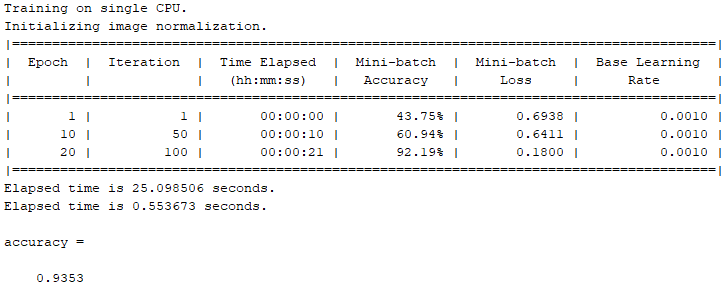 Training on single CPU.
Initializing image normalization.
|========================================================================================|
|  Epoch  |  Iteration  |  Time Elapsed  |  Mini-batch  |  Mini-batch  |  Base Learning  |
|         |             |   (hh:mm:ss)   |   Accuracy   |     Loss     |      Rate       |
|========================================================================================|
|       1 |           1 |       00:00:00 |       43.75% |       0.6938 |          0.0010 |
|      10 |          50 |       00:00:10 |       60.94% |       0.6411 |          0.0010 |
|      20 |         100 |       00:00:21 |       92.19% |       0.1800 |          0.0010 |
|========================================================================================|
Elapsed time is 25.098506 seconds.
Elapsed time is 0.553673 seconds.
accuracy =
0.9353